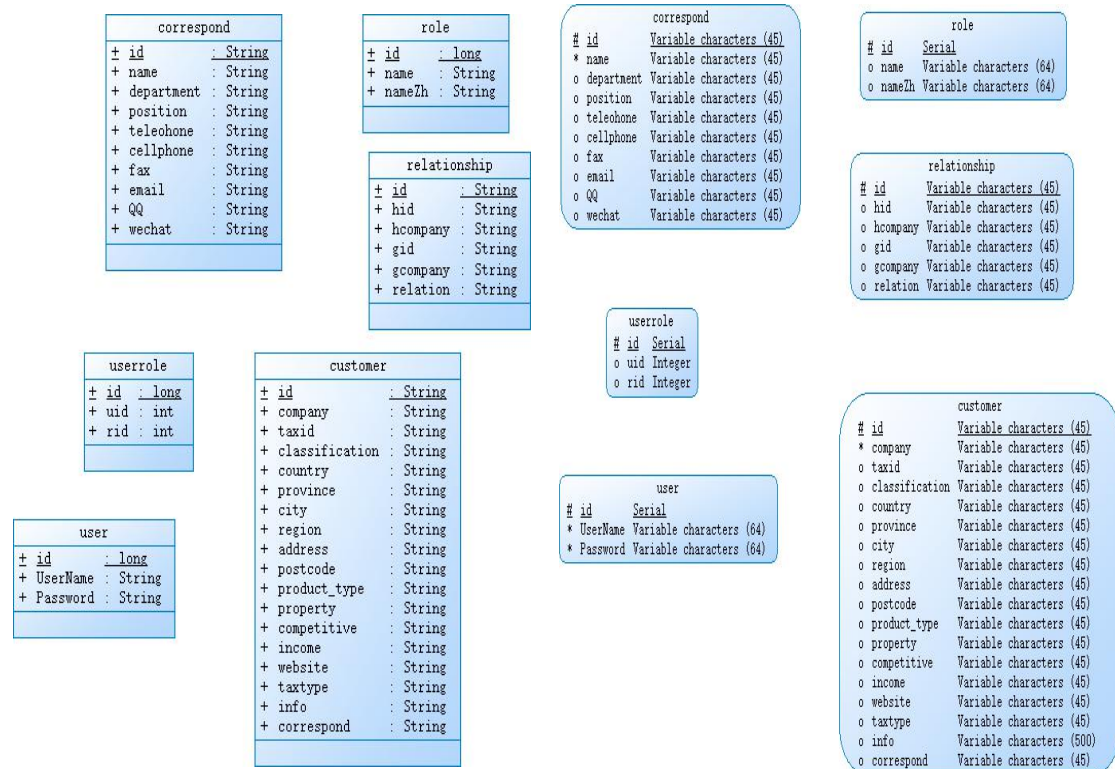 correspond
+ id : String
+ name : String
+ department : String
+ position : String
+ teleohone : String
+ cellphone : String
+ fax : String
+ email : String
+ QQ : String
+ wechat : String
role
+ id : long
+ name : String
+ nameZh : String
relationship
+ id : String
+ hid : String
+ hcompany : String
+ gid : String
+ gcompany : String
+ relation : String
userrole
+ id : long
+ uid : int
+ rid : int
customer
+ id : String
+ company : String
+ taxid : String
+ classification : String
+ country : String
+ province : String
+ city : String
+ region : String
+ address : String
+ postcode : String
+ product_type : String
+ property : String
+ competitive : String
+ income : String
+ website : String
+ taxtype : String
+ info : String
+ correspond : String
user
+ id : long
+ UserName : String
+ Password : String
correspond
# id Variable characters (45)
* name Variable characters (45)
o department Variable characters (45)
o position Variable characters (45)
o teleohone Variable characters (45)
o cellphone Variable characters (45)
o fax Variable characters (45)
o email Variable characters (45)
o QQ Variable characters (45)
o wechat Variable characters (45)
role
# id Serial
o name Variable characters (64)
o nameZh Variable characters (64)
relationship
# id Variable characters (45)
o hid Variable characters (45)
o hcompany Variable characters (45)
o gid Variable characters (45)
o gcompany Variable characters (45)
o relation Variable characters (45)
userrole
# id Serial
o uid Integer
o rid Integer
user
# id Serial
* UserName Variable characters (64)
* Password Variable characters (64)
customer
# id Variable characters (45)
* company Variable characters (45)
o taxid Variable characters (45)
o classification Variable characters (45)
o country Variable characters (45)
o province Variable characters (45)
o city Variable characters (45)
o region Variable characters (45)
o address Variable characters (45)
o postcode Variable characters (45)
o product_type Variable characters (45)
o property Variable characters (45)
o competitive Variable characters (45)
o income Variable characters (45)
o website Variable characters (45)
o taxtype Variable characters (45)
o info Variable characters (500)
o correspond Variable characters (45)